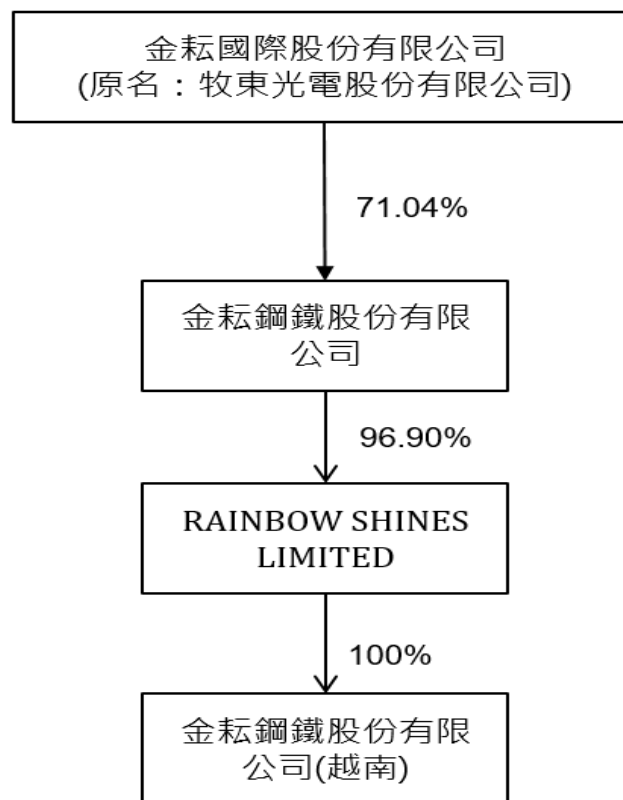 金耘國際股份有限公司
(原名：牧東光電股份有限公司)
71.04%
金耘鋼鐵股份有限
公司
96.90%
RAINBOW SHINES
LIMITED
100%
金耘鋼鐵股份有限
公司(越南)